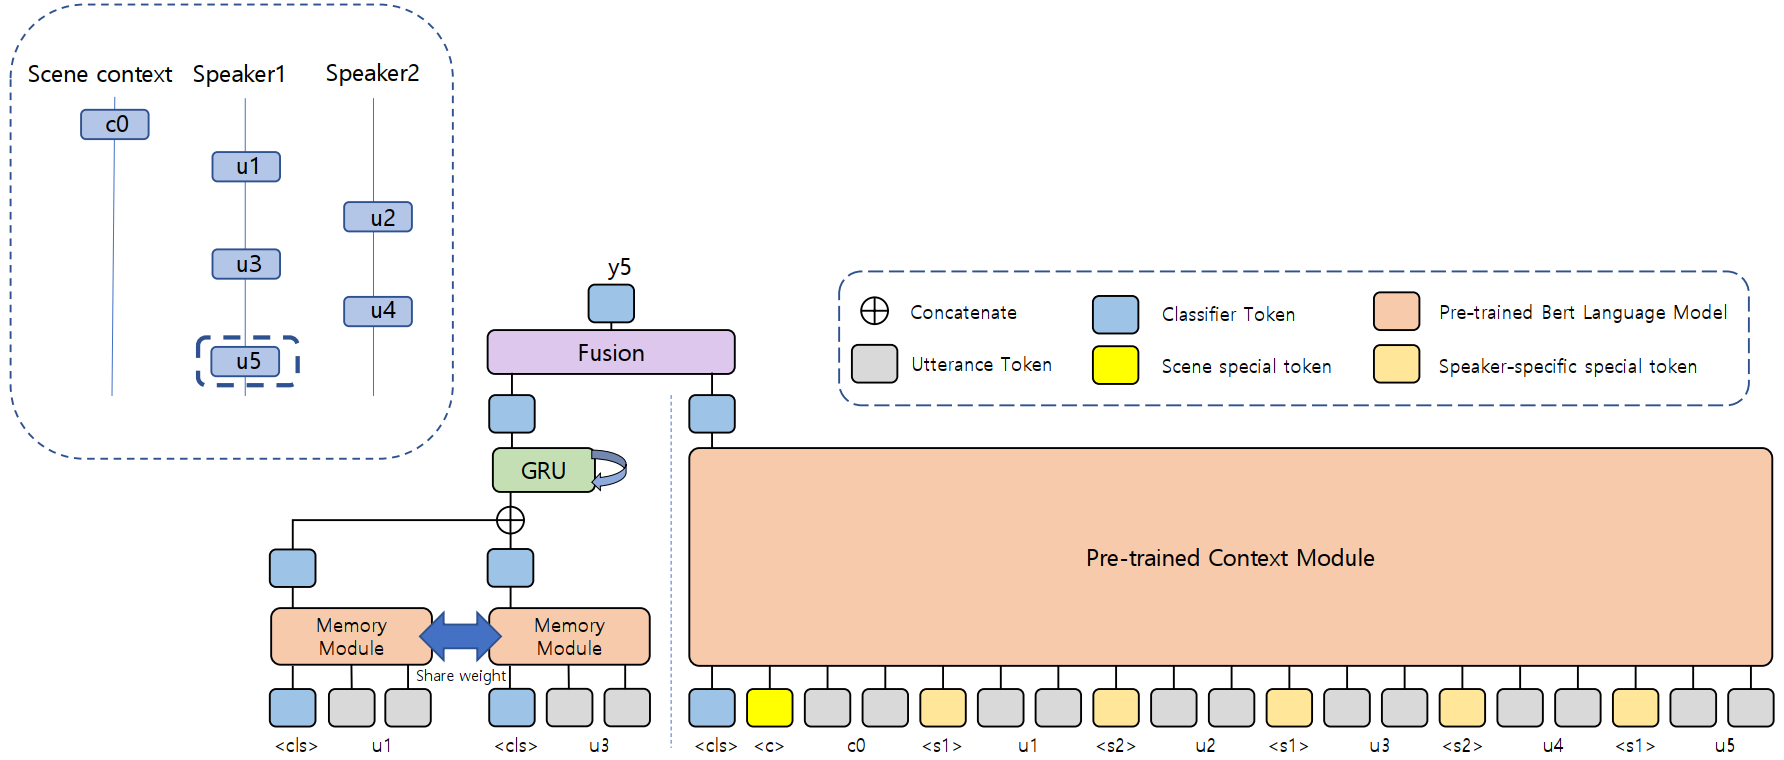 Scene context
Speaker1
Speaker2
c0
u1
u2
u3
u4
u5
y5
Fusion
GRU
Concatenate
Classifier Token
Pre-trained Bert Language Model
Utterance Token
Scene special token
Speaker-specific special token
Pre-trained Context Module
Memory
Module
Memory
Module
Share weight
<cls>
u1
<cls>
u3
<cls>
<c>
c0
<s1>
u1
<s2>
u2
<s1>
u3
<s2>
u4
<s1>
u5